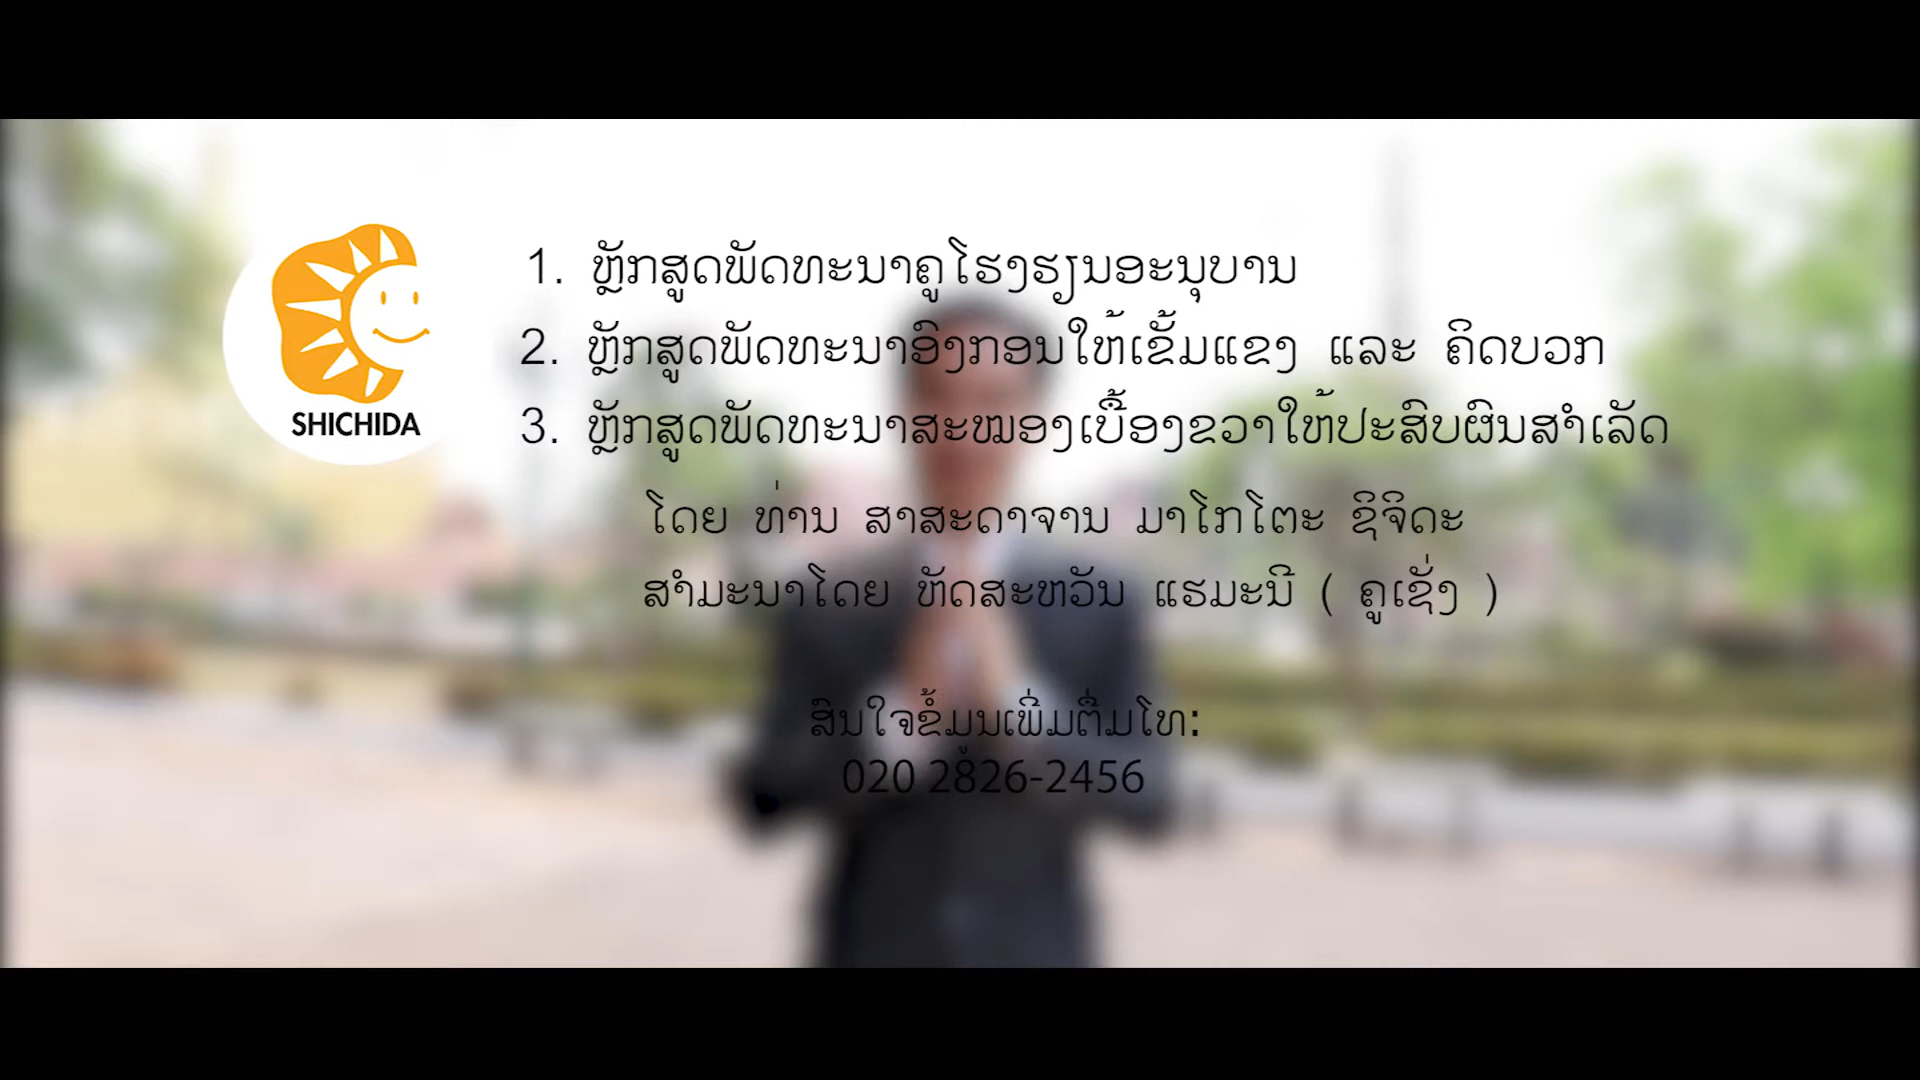 SHICHIDA
1. ຫຼັກສູດພັດທະນາຄູໂຮງຮຽນອະນຸບານ
2. ຫຼັກສູດພັດທະນາອົງກອນໃຫ້ເຂັ້ມແຂງ ແລະ ຄິດບວກ
3. ຫຼັກສູດພັດທະນາສະໝອງເບື້ອງຂວາໃຫ້ປະສົບຜົນສຳເລັດ
ໂດຍ ທ່ານ ສາສະດາຈານ ມາໂກໂຕະ ຊິຈິດະ
ສຳມະນາໂດຍ ຫັດສະຫວັນ ແຮມະນີ ( ຄູເຊັ່ງ )
ສົນໃຈຂໍ້ມູນເພີ່ມຕື່ມໂທ:
020 2826-2456